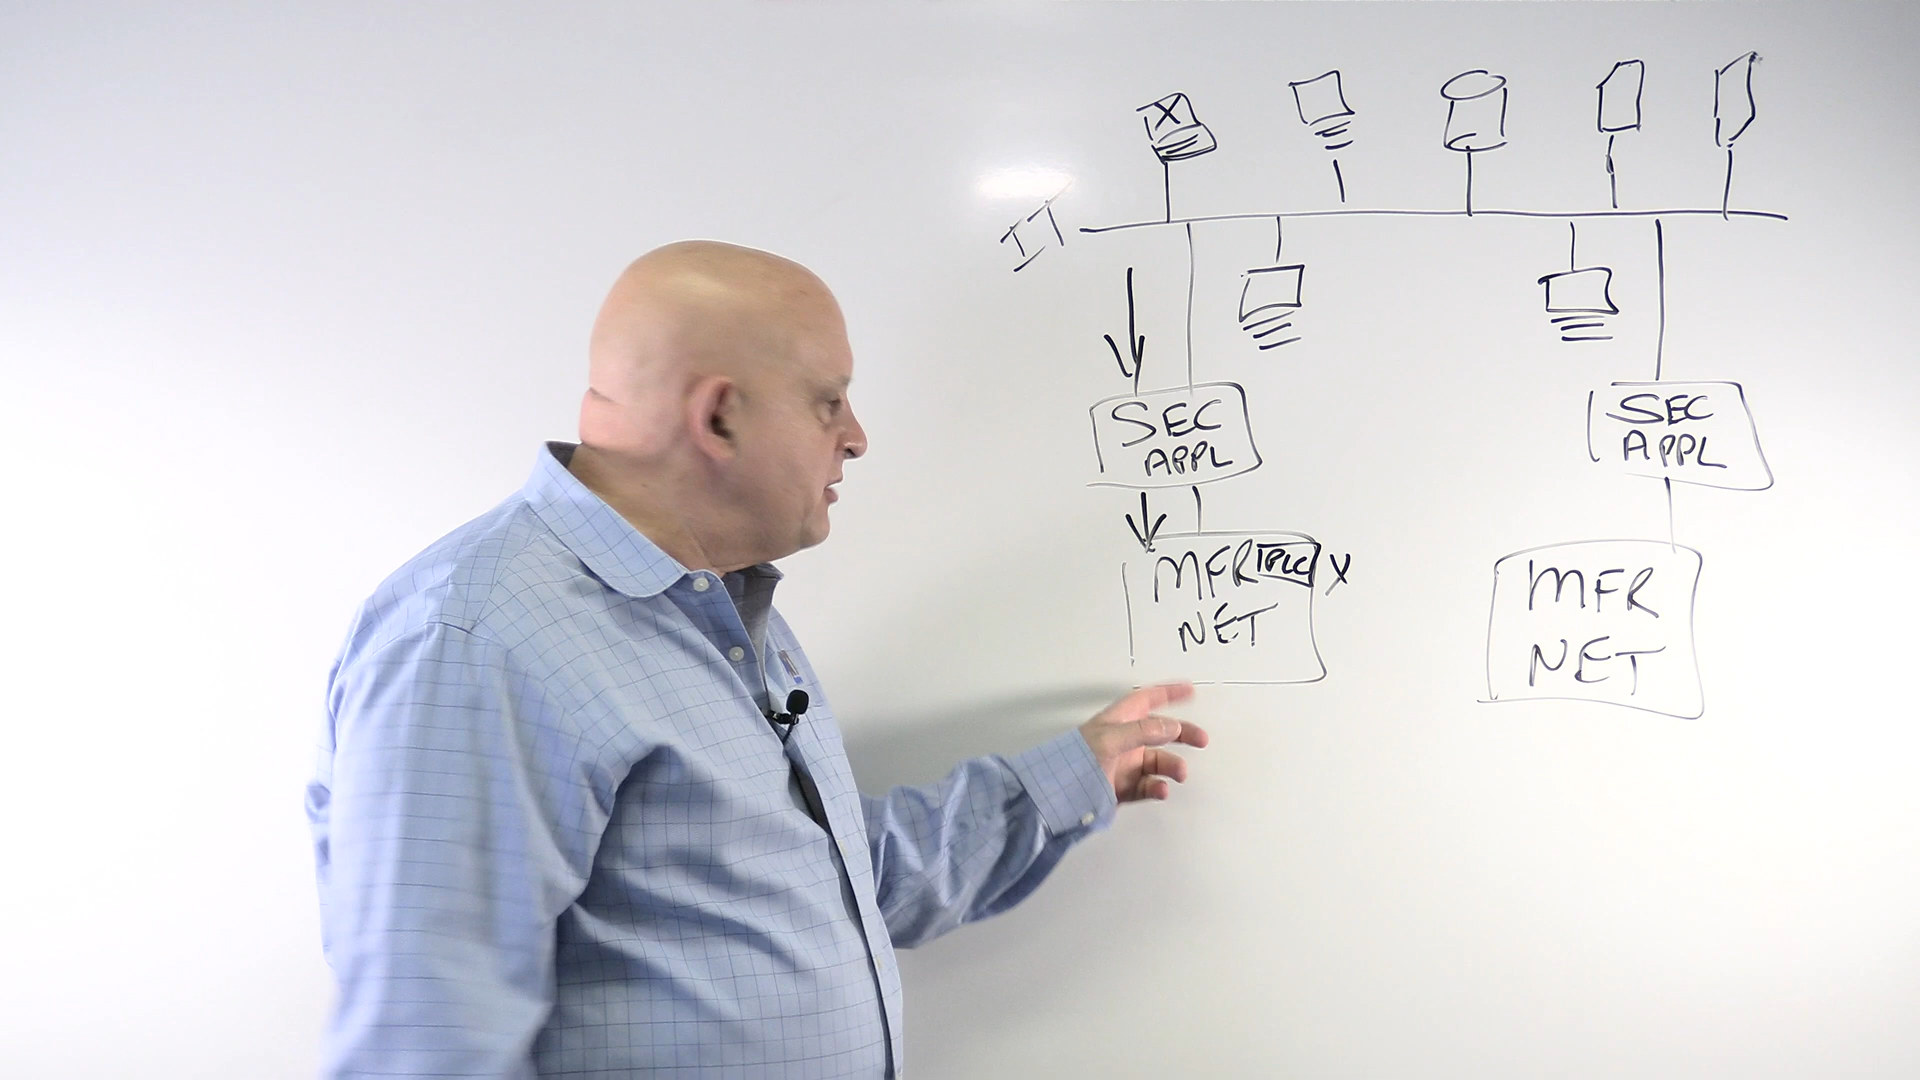 X
IT
SEC
APPL
SEC
APPL
MFR PLC X
NET
MFR
NET